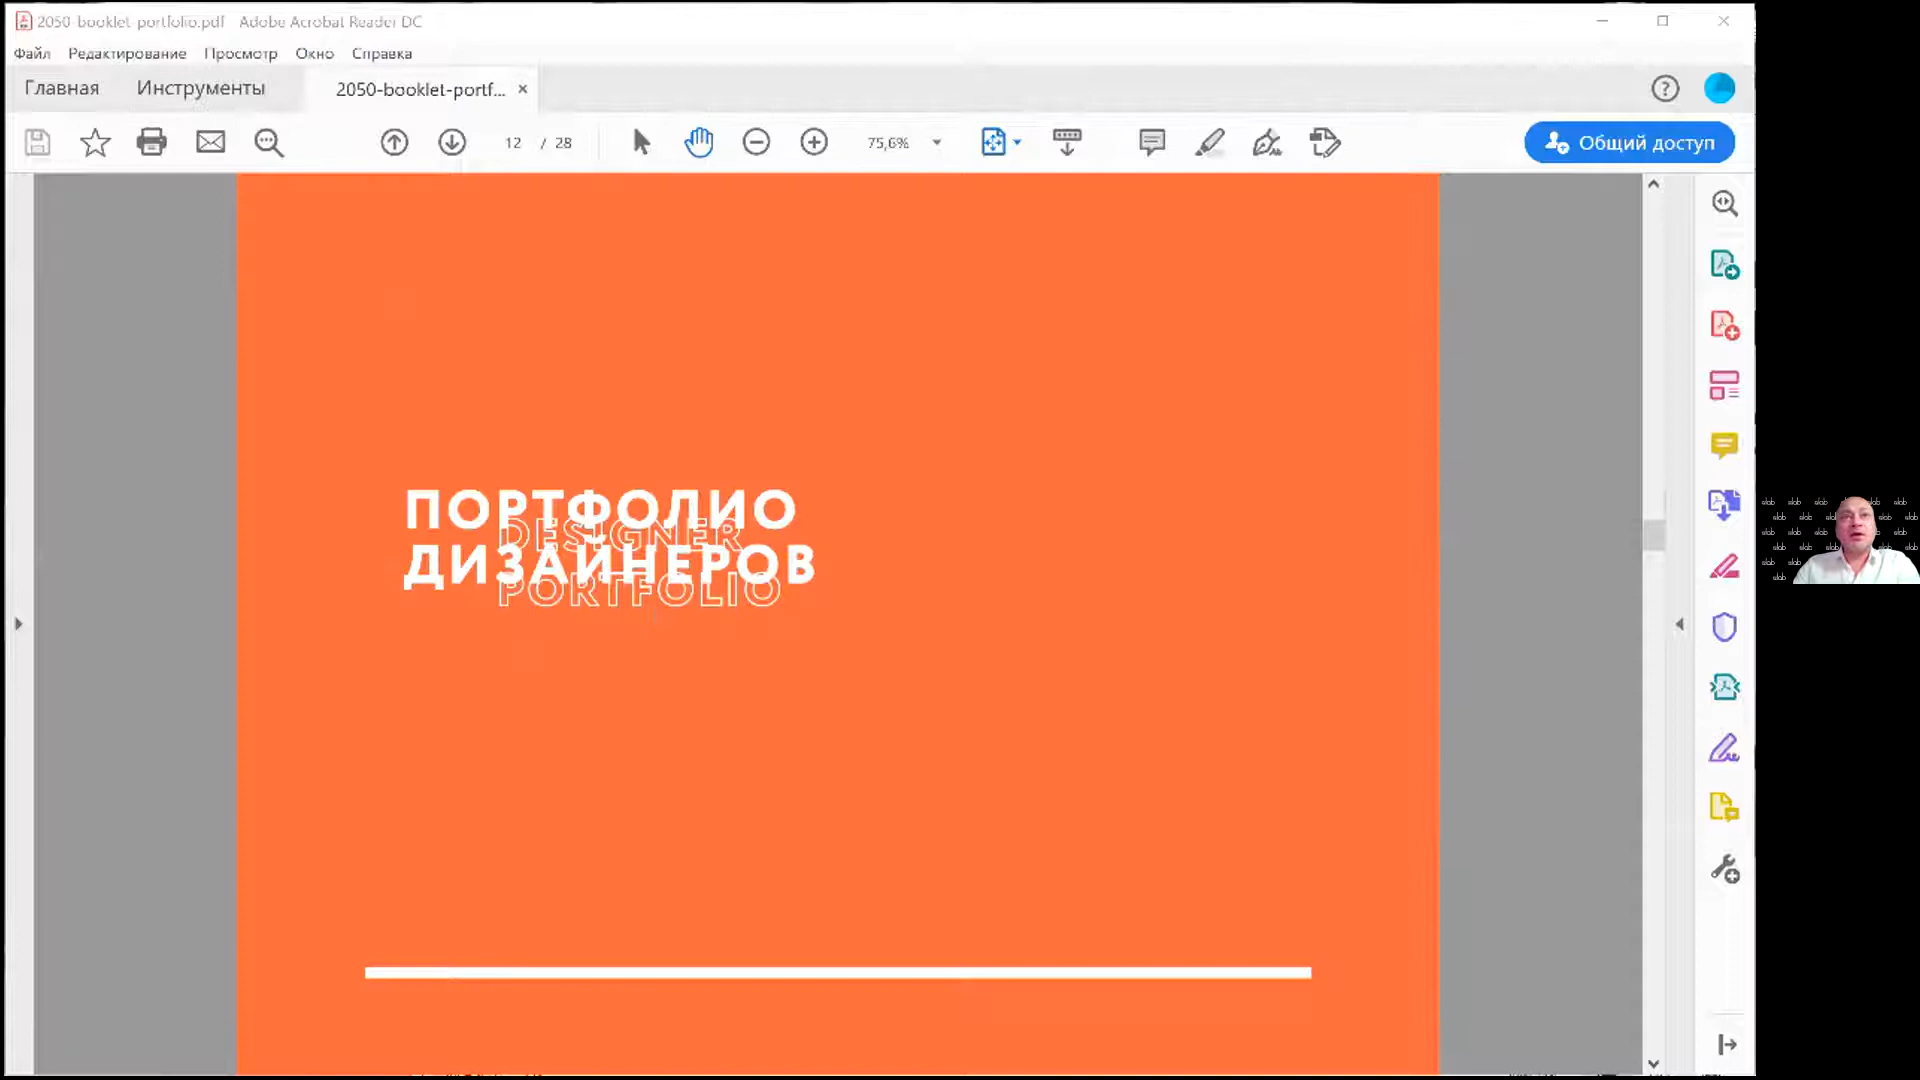 2050-booklet-portfolio.pdf - Adobe Acrobat Reader DC
Файл Редактирование Просмотр Окно Справка
Главная Инструменты 2050-booklet-portf... ×
12 / 28 75,6% Общий доступ
ПОРТФОЛИО
DESIGNER
ДИЗАЙНЕРОВ
PORTFOLIO